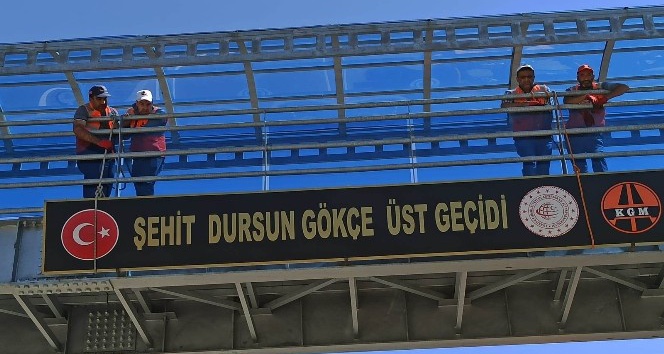 ŞEHİT DURSUN GÖKÇE ÜST GEÇİDİ
KGM